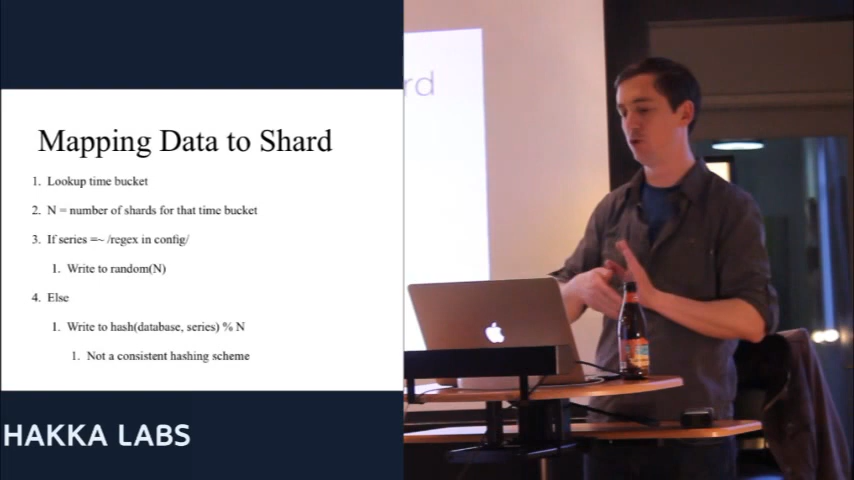 Mapping Data to Shard
1. Lookup time bucket
2. N = number of shards for that time bucket
3. If series =~ /regex in config/
1. Write to random(N)
4. Else
1. Write to hash(database, series) % N
1. Not a consistent hashing scheme
HAKKA LABS
rd